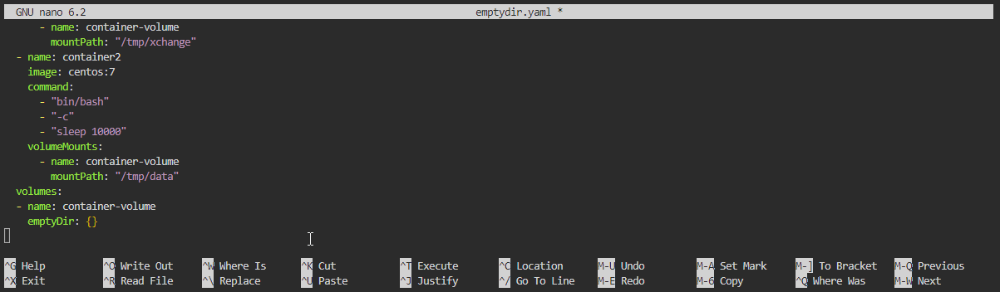 GNU nano 6.2 emptydir.yaml *
      - name: container-volume
        mountPath: "/tmp/xchange"
  - name: container2
    image: centos:7
    command:
      - "bin/bash"
      - "-c"
      - "sleep 10000"
    volumeMounts:
      - name: container-volume
        mountPath: "/tmp/data"
  volumes:
  - name: container-volume
    emptyDir: {}
^G Help ^O Write Out ^W Where Is ^K Cut ^T Execute ^C Location M-U Undo M-A Set Mark M-] To Bracket M-Q Previous
^X Exit ^R Read File ^\ Replace ^U Paste ^J Justify ^/ Go To Line M-E Redo M-6 Copy ^Q Where Was M-W Next